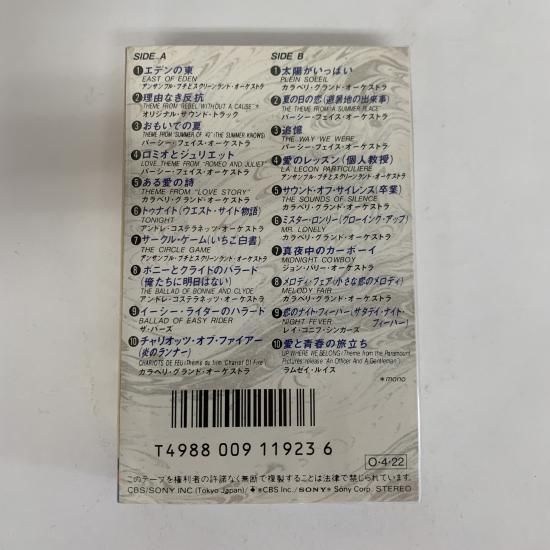 SIDE A
❶エデンの東
EAST OF EDEN
アンサンブル・プチとスクリーンランド・オーケストラ
❷理由なき反抗
THEME FROM "REBEL WITHOUT A CAUSE"*
オリジナル・サウンド・トラック
❸おもいでの夏
THEME FROM "SUMMER OF '42" (THE SUMMER KNOWS)
パーシー・フェイス・オーケストラ
❹ロミオとジュリエット
LOVE THEME FROM "ROMEO AND JULIET"
パーシー・フェイス・オーケストラ
❺ある愛の詩
THEME FROM "LOVE STORY"
カラベリ・グランド・オーケストラ
❻トゥナイト(ウエスト・サイド物語)
TONIGHT
アンドレ・コステラネッツ・オーケストラ
❼サークル・ゲーム(いちご白書)
THE CIRCLE GAME
アンサンブル・プチとスクリーンランド・オーケストラ
❽ボニーとクライドのバラード
(俺たちに明日はない)
THE BALLAD OF BONNIE AND CLYDE
アンドレ・コステラネッツ・オーケストラ
❾イージー・ライダーのバラード
BALLAD OF EASY RIDER
ザ・バーズ
❿チャリオッツ・オブ・ファイアー
(炎のランナー)
CHARIOTS DE FEU (Theme du film "Chariot Of Fire")
カラベリ・グランド・オーケストラ
SIDE B
❶太陽がいっぱい
PLEIN SOLEIL
カラベリ・グランド・オーケストラ
❷夏の日の恋(避暑地の出来事)
THE THEME FROM "A SUMMER PLACE"
パーシー・フェイス・オーケストラ
❸追憶
THE WAY WE WERE
パーシー・フェイス・オーケストラ
❹愛のレッスン(個人教授)
LA LECON PARTICULIERE
アンサンブル・プチとスクリーンランド・オーケストラ
❺サウンド・オブ・サイレンス(卒業)
THE SOUNDS OF SILENCE
カラベリ・グランド・オーケストラ
❻ミスター・ロンリー(グローイング・アップ)
MR. LONELY
カラベリ・グランド・オーケストラ
❼真夜中のカーボーイ
MIDNIGHT COWBOY
ジョン・バリー・オーケストラ
❽メロディ・フェア(小さな恋のメロディ)
MELODY FAIR
カラベリ・グランド・オーケストラ
❾恋のナイト・フィーバー(サタデイ・ナイト・
フィーバー)
NIGHT FEVER
レイ・コニフ・シンガーズ
❿愛と青春の旅立ち
UP WHERE WE BELONG (Theme from the Paramount
Pictures release "An Officer And A Gentleman")
ラムゼイ・ルイス
*mono
T4988 009 11923 6
O・4・22
このテープを権利者の許諾なく無断で複製することは法律で禁じられています。
CBS/SONY INC (Tokyo Japan)/ ®CBS Inc./SONY® Sony Corp. STEREO